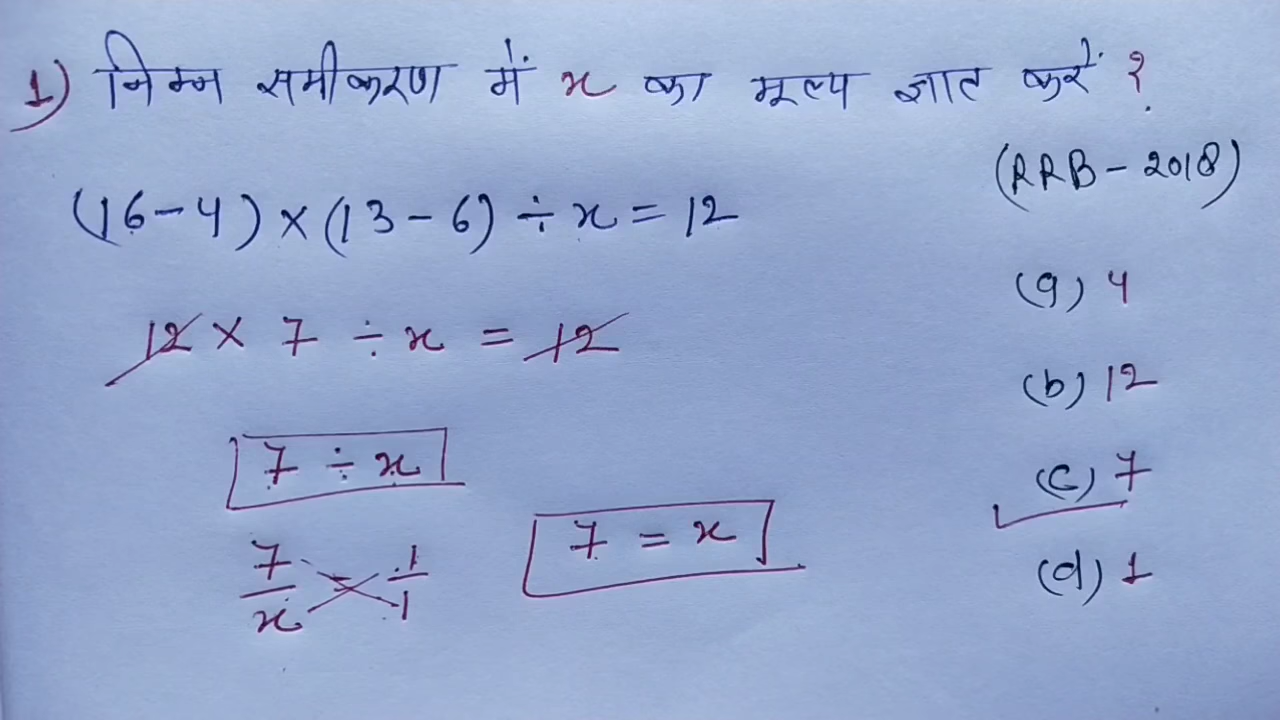 1) निम्न समीकरण में x का मूल्य ज्ञात करें ?
(RRB - 2018)
(16-4) × (13-6) ÷ x = 12
12 × 7 ÷ x = 12
7 ÷ x
7/x = 1/1
7 = x
(a) 4
(b) 12
(c) 7
(d) 1